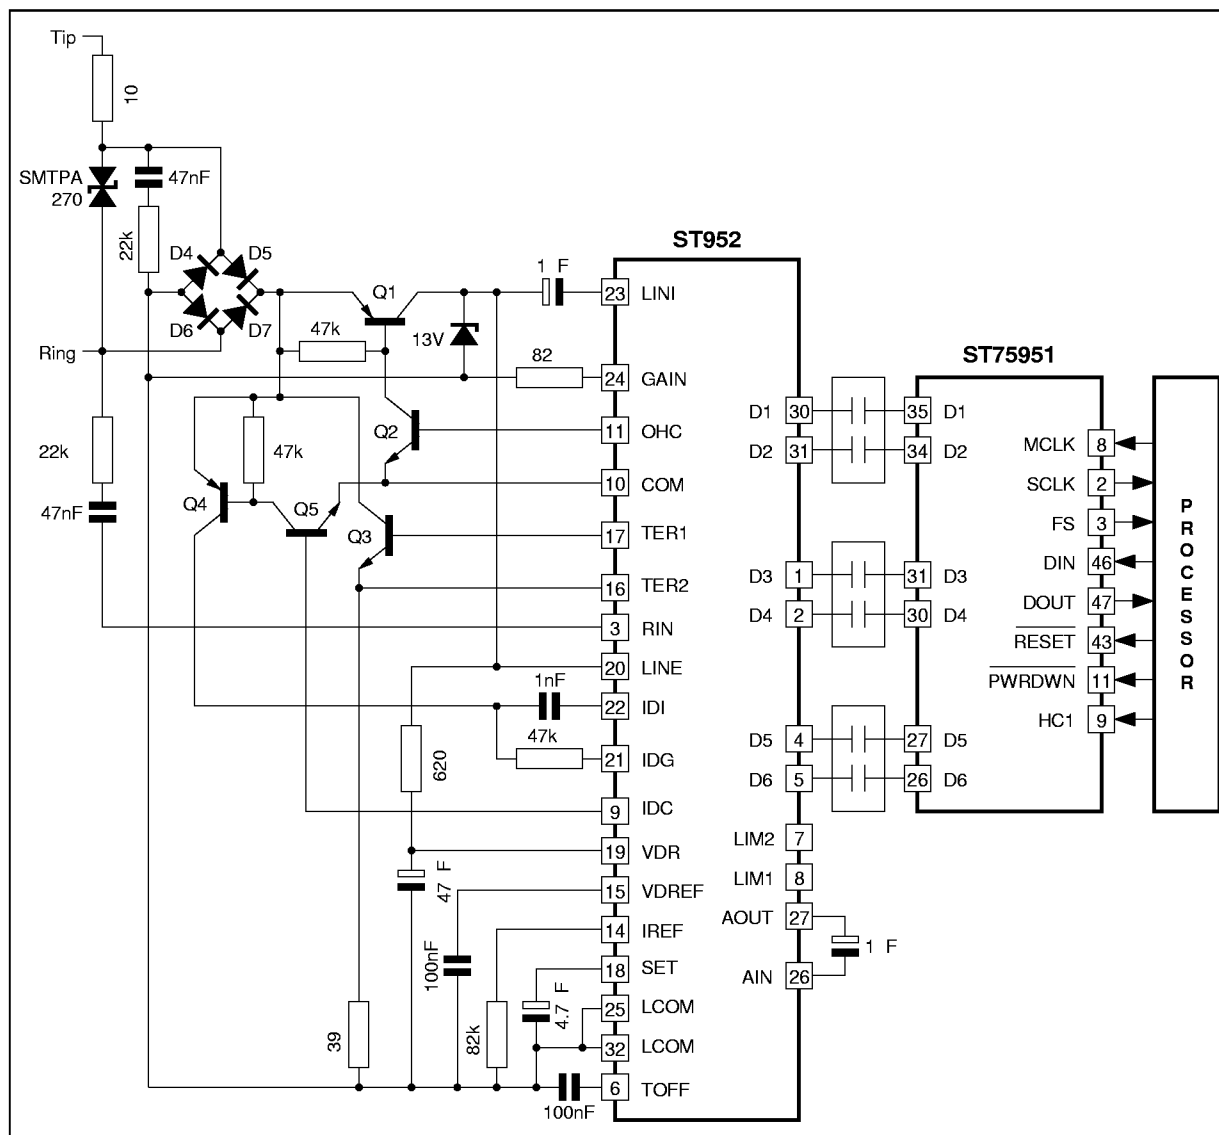 Tip
10
SMTPA
270
47nF
22k
D4
D5
D6
D7
Ring
22k
47nF
Q1
47k
13V
1 F
82
Q2
47k
Q4
Q5
Q3
1nF
47k
620
47 F
100nF
82k
4.7 F
39
100nF
ST952
23 LINI
24 GAIN
11 OHC
10 COM
17 TER1
16 TER2
3 RIN
20 LINE
22 IDI
21 IDG
9 IDC
19 VDR
15 VDREF
14 IREF
18 SET
25 LCOM
32 LCOM
6 TOFF
D1 30
D2 31
D3 1
D4 2
D5 4
D6 5
LIM2 7
LIM1 8
AOUT 27
AIN 26
1 F
ST75951
35 D1
34 D2
31 D3
30 D4
27 D5
26 D6
MCLK 8
SCLK 2
FS 3
DIN 46
DOUT 47
RESET 43
PWRDWN 11
HC1 9
PROCESSOR